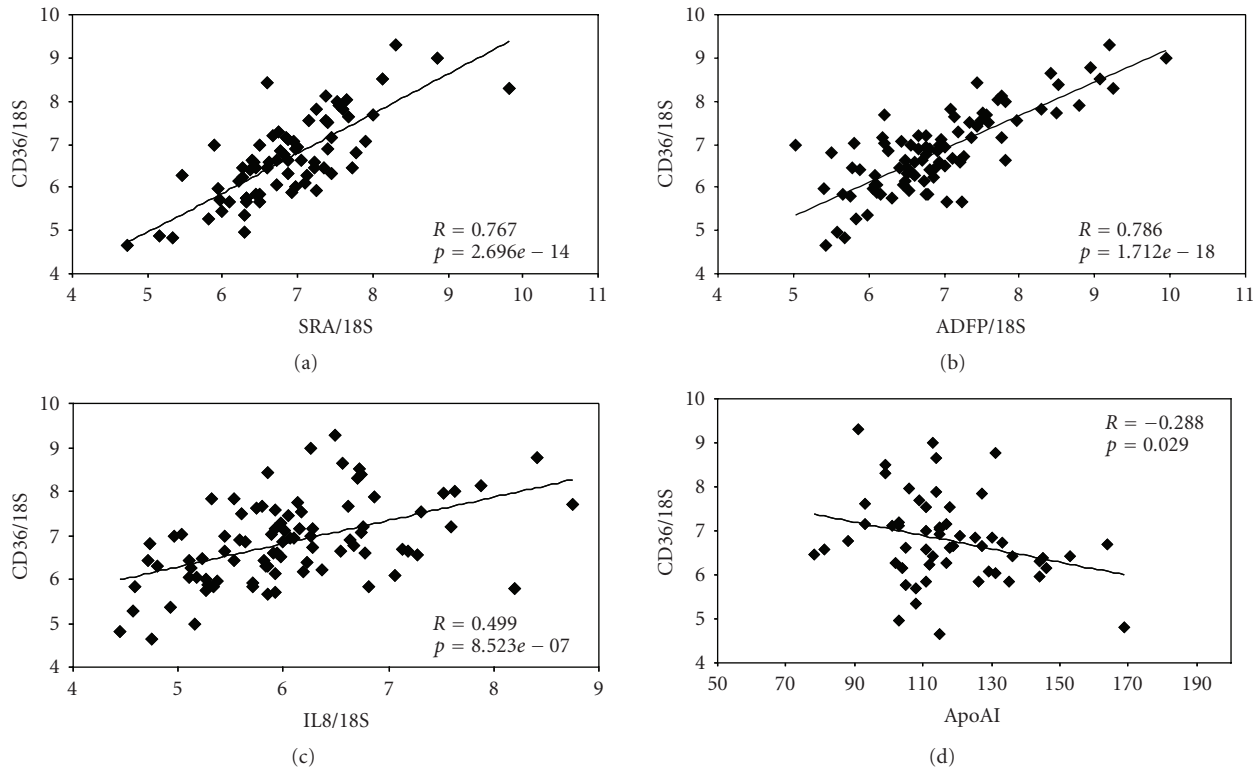 10
9
8
7
6
5
4
CD36/18S
R = 0.767
p = 2.696e − 14
4 5 6 7 8 9 10 11
SRA/18S
(a)
10
9
8
7
6
5
4
CD36/18S
R = 0.786
p = 1.712e − 18
4 5 6 7 8 9 10 11
ADFP/18S
(b)
10
9
8
7
6
5
4
CD36/18S
R = 0.499
p = 8.523e − 07
4 5 6 7 8 9
IL8/18S
(c)
10
9
8
7
6
5
4
CD36/18S
R = −0.288
p = 0.029
50 70 90 110 130 150 170 190
ApoAI
(d)